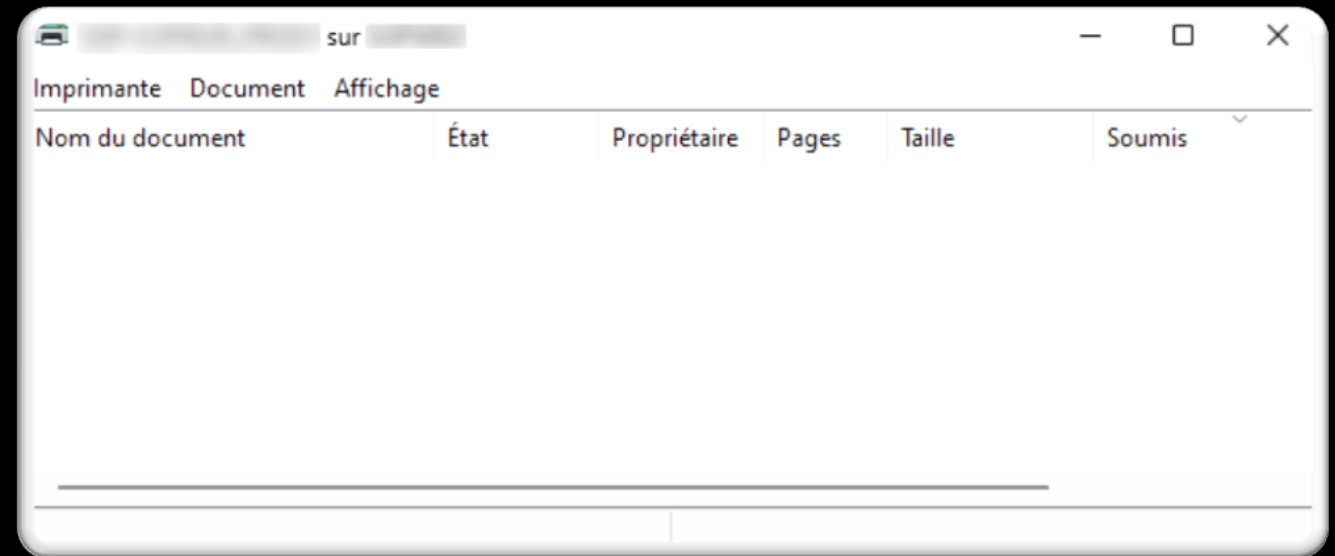 sur
Imprimante Document Affichage
Nom du document État Propriétaire Pages Taille Soumis